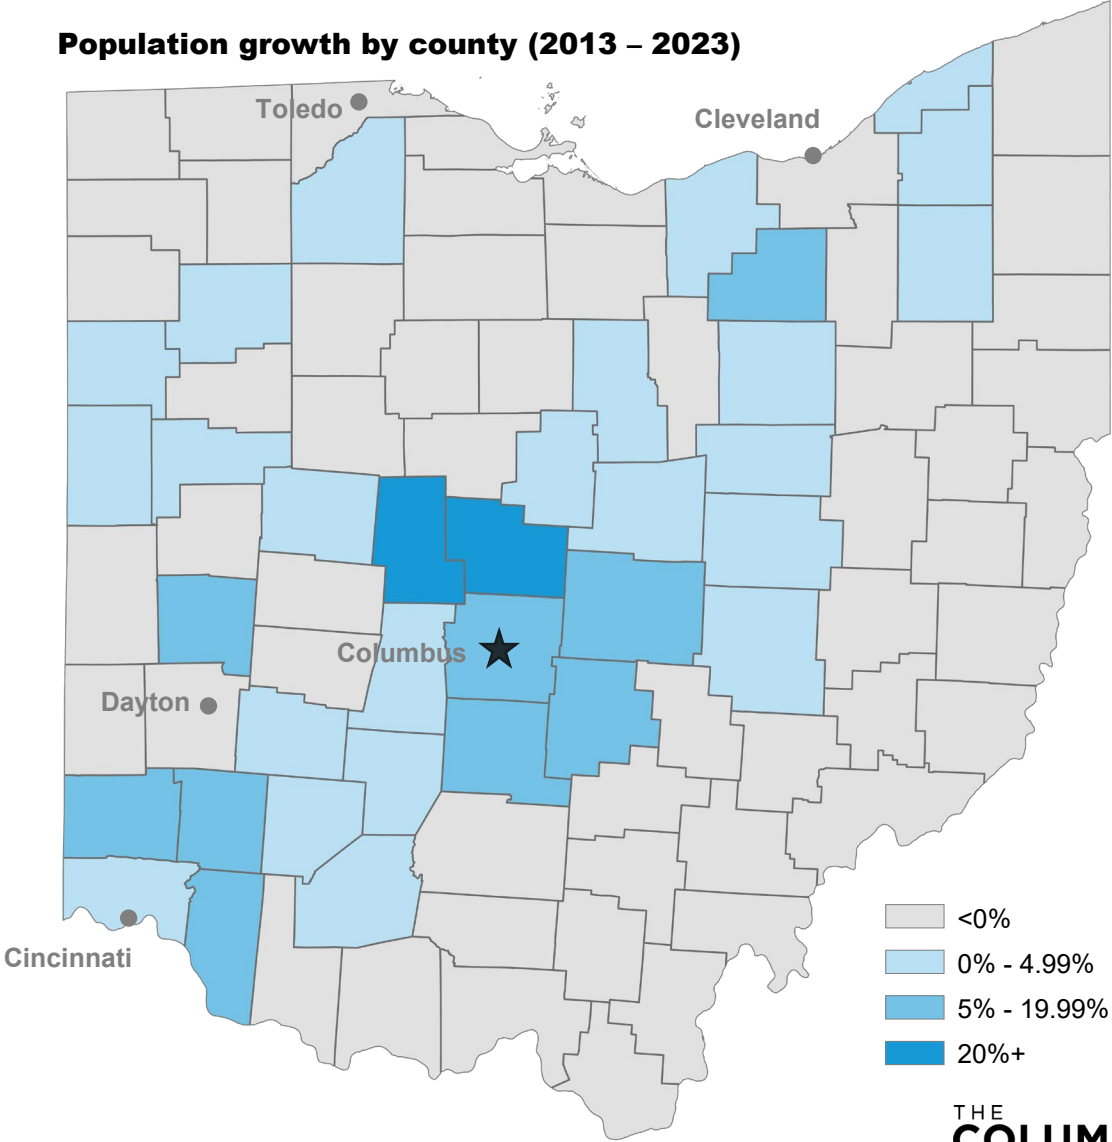 Population growth by county (2013 – 2023)
Toledo
Cleveland
Columbus
Dayton
Cincinnati
<0%
0% - 4.99%
5% - 19.99%
20%+
THE